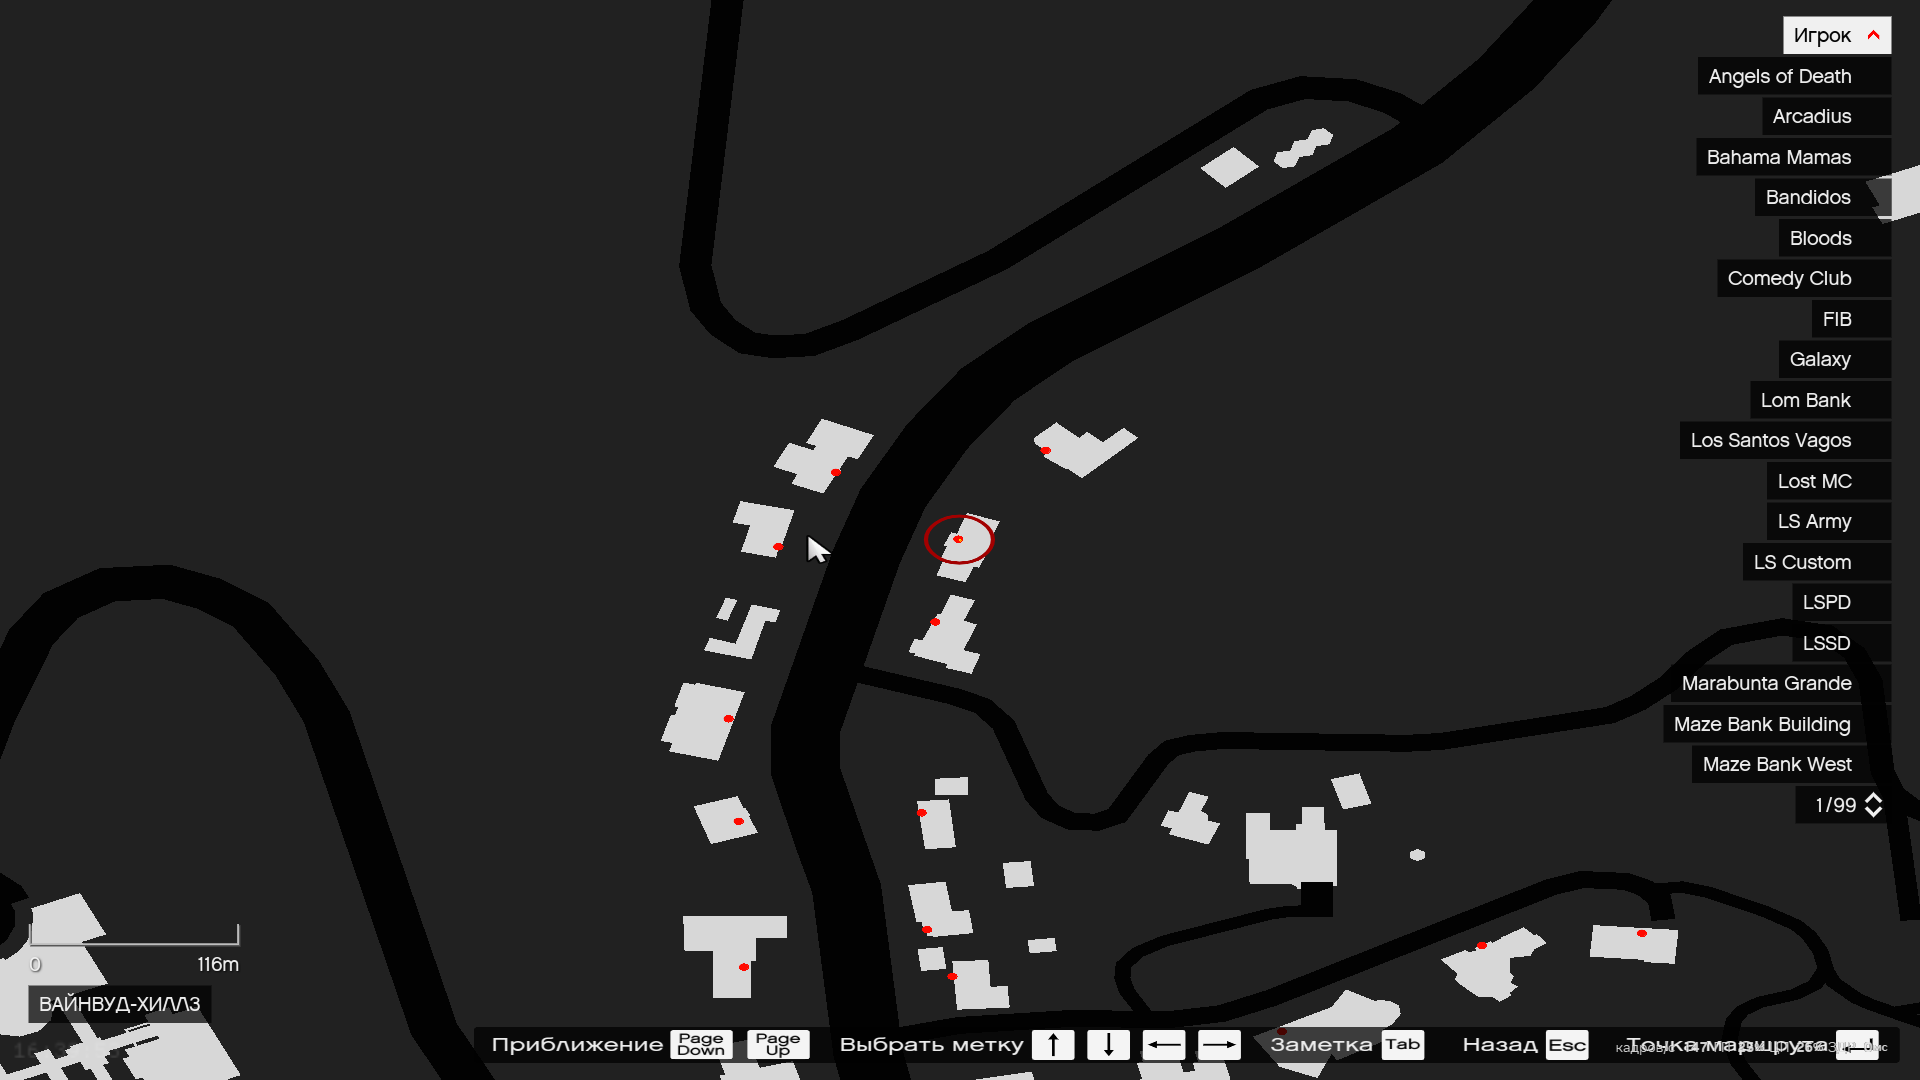 Игрок
Angels of Death
Arcadius
Bahama Mamas
Bandidos
Bloods
Comedy Club
FIB
Galaxy
Lom Bank
Los Santos Vagos
Lost MC
LS Army
LS Custom
LSPD
LSSD
Marabunta Grande
Maze Bank Building
Maze Bank West
1/99
0 116m
ВАЙНВУД-ХИЛЛЗ
Приближение Page Down Page Up Выбрать метку Заметка Tab Назад Esc Точка маршрута